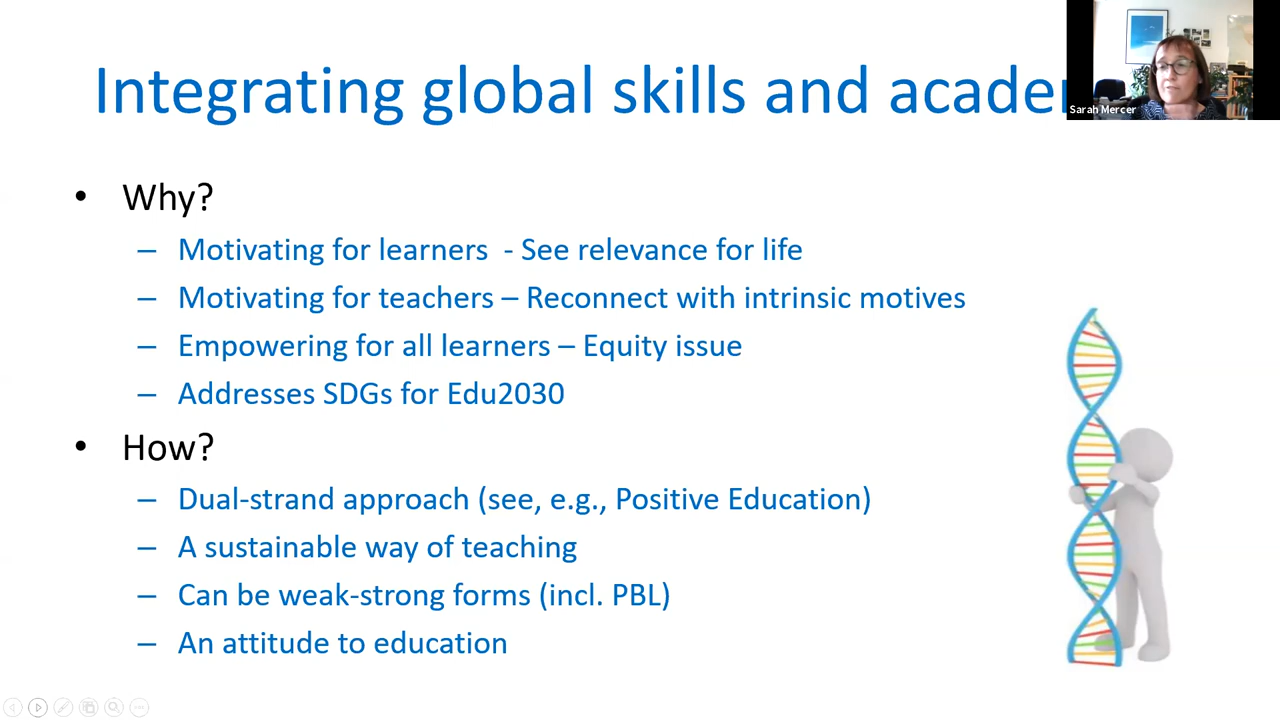 Integrating global skills and acade
Sarah Mercer
• Why?
– Motivating for learners - See relevance for life
– Motivating for teachers – Reconnect with intrinsic motives
– Empowering for all learners – Equity issue
– Addresses SDGs for Edu2030
• How?
– Dual-strand approach (see, e.g., Positive Education)
– A sustainable way of teaching
– Can be weak-strong forms (incl. PBL)
– An attitude to education